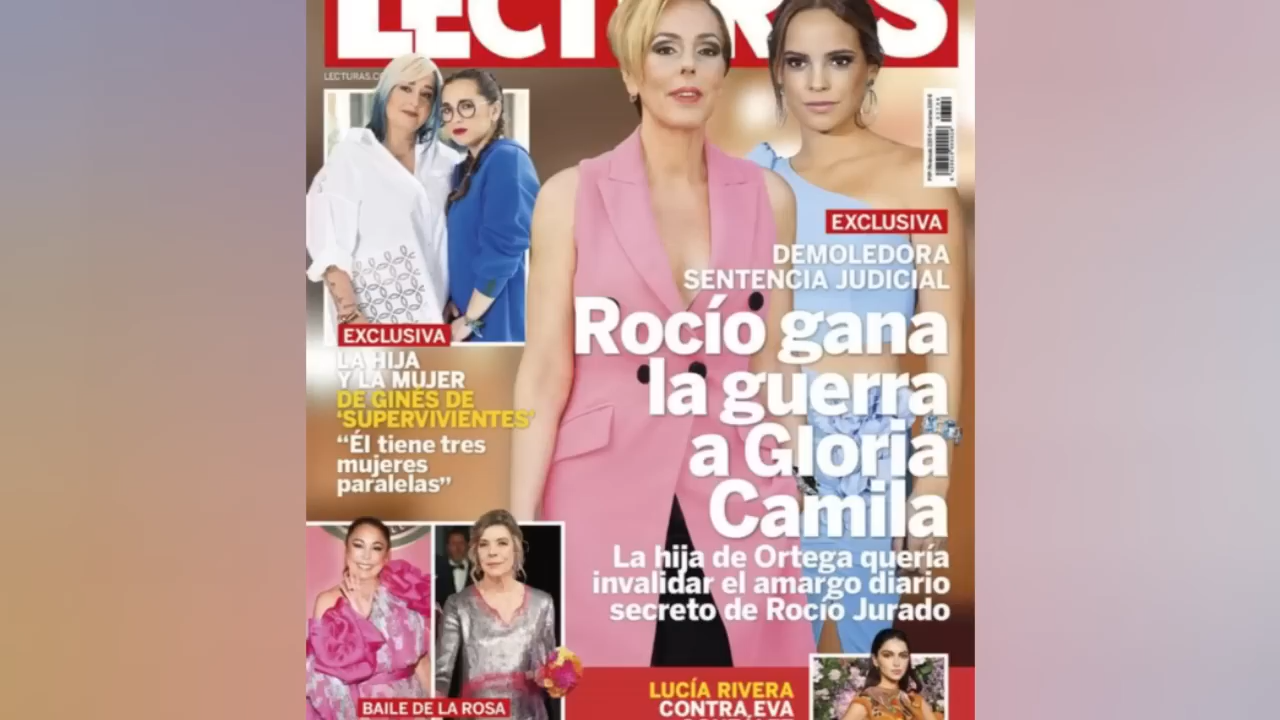 LECTURAS
LECTURAS.CO
EXCLUSIVA
LA HIJA
Y LA MUJER
DE GINÉS DE
‘SUPERVIVIENTES’
“Él tiene tres
mujeres
paralelas”
EXCLUSIVA
DEMOLEDORA
SENTENCIA JUDICIAL
Rocío gana
la guerra
a Gloria
Camila
La hija de Ortega quería
invalidar el amargo diario
secreto de Rocío Jurado
BAILE DE LA ROSA
LUCÍA RIVERA
CONTRA EVA